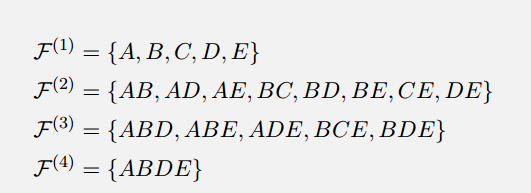 F^(1) = {A, B, C, D, E}
F^(2) = {AB, AD, AE, BC, BD, BE, CE, DE}
F^(3) = {ABD, ABE, ADE, BCE, BDE}
F^(4) = {ABDE}